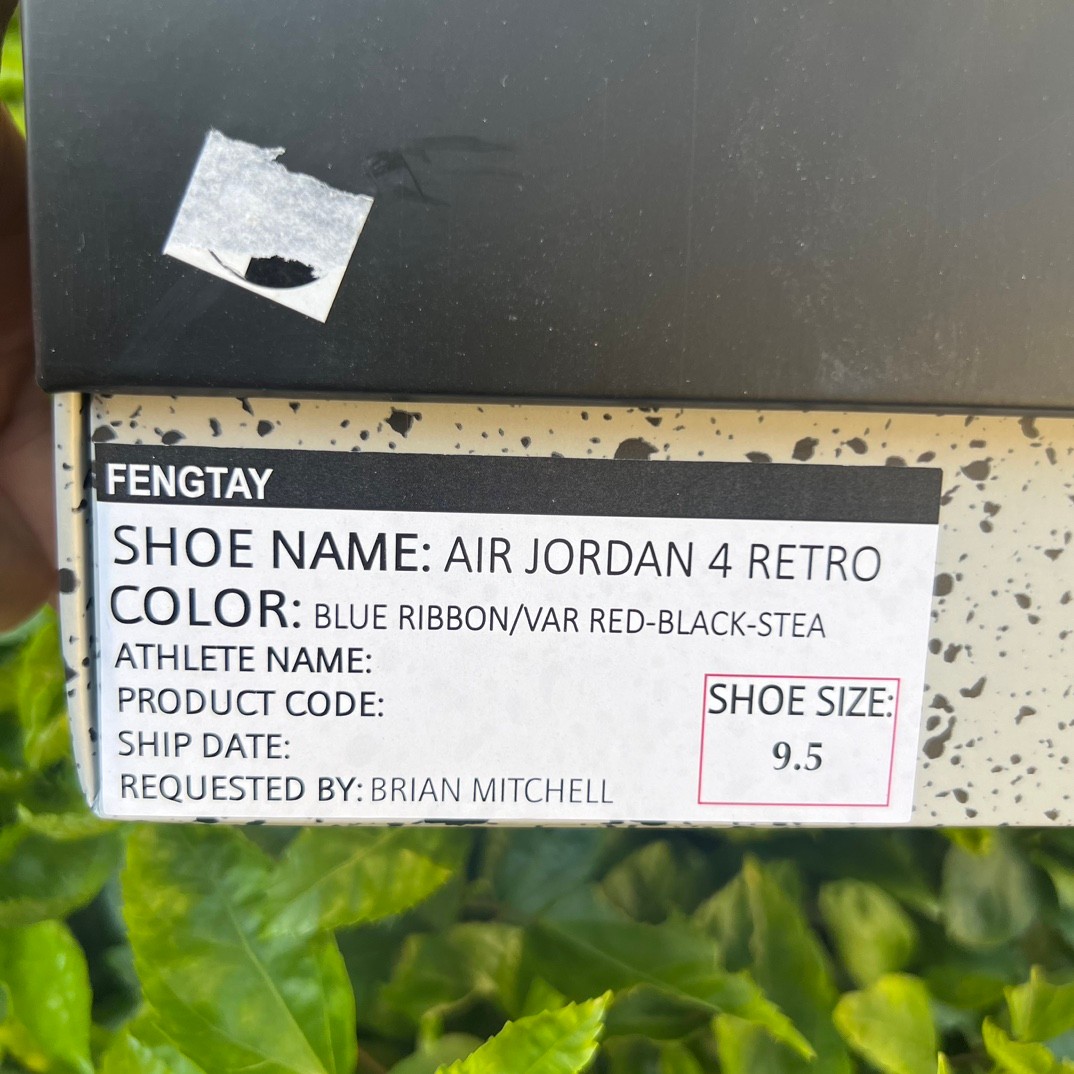 FENGTAY
SHOE NAME: AIR JORDAN 4 RETRO
COLOR: BLUE RIBBON/VAR RED-BLACK-STEA
ATHLETE NAME:
PRODUCT CODE:
SHIP DATE:
REQUESTED BY: BRIAN MITCHELL
SHOE SIZE:
9.5